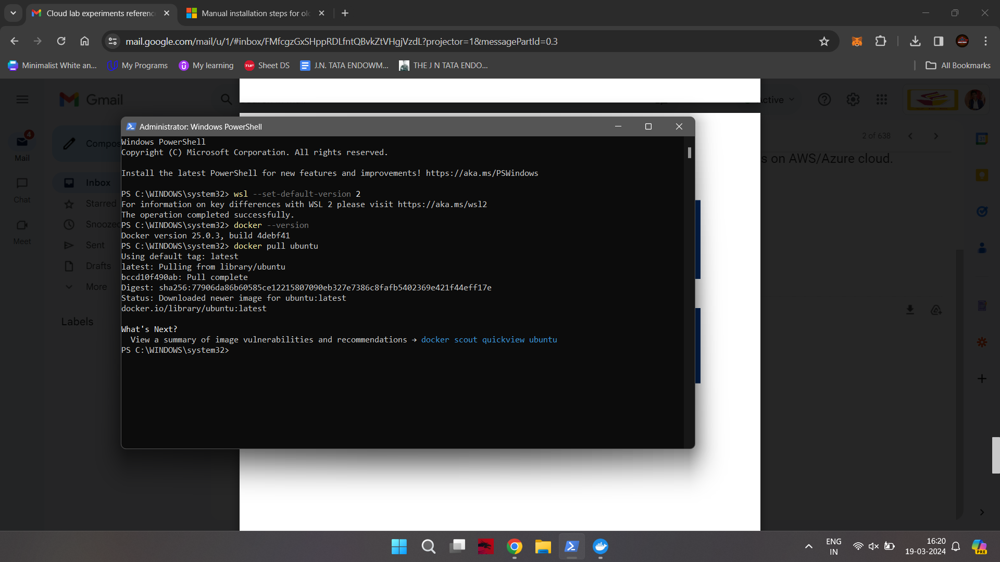 Cloud lab experiments referenc
Manual installation steps for ol
mail.google.com/mail/u/1/#inbox/FMfcgzGxSHppRDLfntQBvkZtVHgjVzdL?projector=1&messagePartId=0.3
Minimalist White an...
My Programs
My learning
TUF
Sheet DS
J.N. TATA ENDOWM...
THE J N TATA ENDO...
All Bookmarks
Gmail
ctive
4
Mail
Compos
2 of 638
31
s on AWS/Azure cloud.
Inbox
Chat
Starred
Snoozed
Meet
Sent
Drafts
More
Labels
Administrator: Windows PowerShell
Windows PowerShell
Copyright (C) Microsoft Corporation. All rights reserved.
Install the latest PowerShell for new features and improvements! https://aka.ms/PSWindows
PS C:\WINDOWS\system32> wsl --set-default-version 2
For information on key differences with WSL 2 please visit https://aka.ms/wsl2
The operation completed successfully.
PS C:\WINDOWS\system32> docker --version
Docker version 25.0.3, build 4debf41
PS C:\WINDOWS\system32> docker pull ubuntu
Using default tag: latest
latest: Pulling from library/ubuntu
bccd10f490ab: Pull complete
Digest: sha256:77906da86b60585ce12215807090eb327e7386c8fafb5402369e421f44eff17e
Status: Downloaded newer image for ubuntu:latest
docker.io/library/ubuntu:latest
What's Next?
View a summary of image vulnerabilities and recommendations → docker scout quickview ubuntu
PS C:\WINDOWS\system32>
ENG
IN
16:20
19-03-2024
PRE